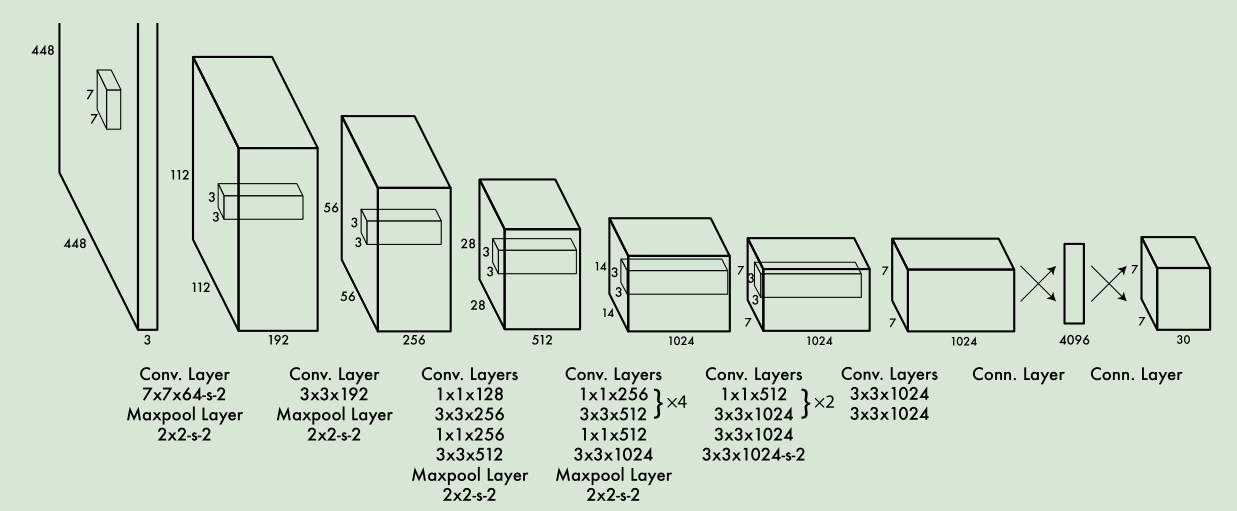 448
448
7
7
3
112
112
3
3
192
56
56
3
3
256
28
28
3
3
512
14
14
3
3
1024
7
7
3
3
1024
7
7
1024
4096
7
7
30
Conv. Layer
7x7x64-s-2
Maxpool Layer
2x2-s-2
Conv. Layer
3x3x192
Maxpool Layer
2x2-s-2
Conv. Layers
1x1x128
3x3x256
1x1x256
3x3x512
Maxpool Layer
2x2-s-2
Conv. Layers
1x1x256
3x3x512
} ×4
1x1x512
3x3x1024
Maxpool Layer
2x2-s-2
Conv. Layers
1x1x512
3x3x1024
} ×2
3x3x1024
3x3x1024-s-2
Conv. Layers
3x3x1024
3x3x1024
Conn. Layer
Conn. Layer